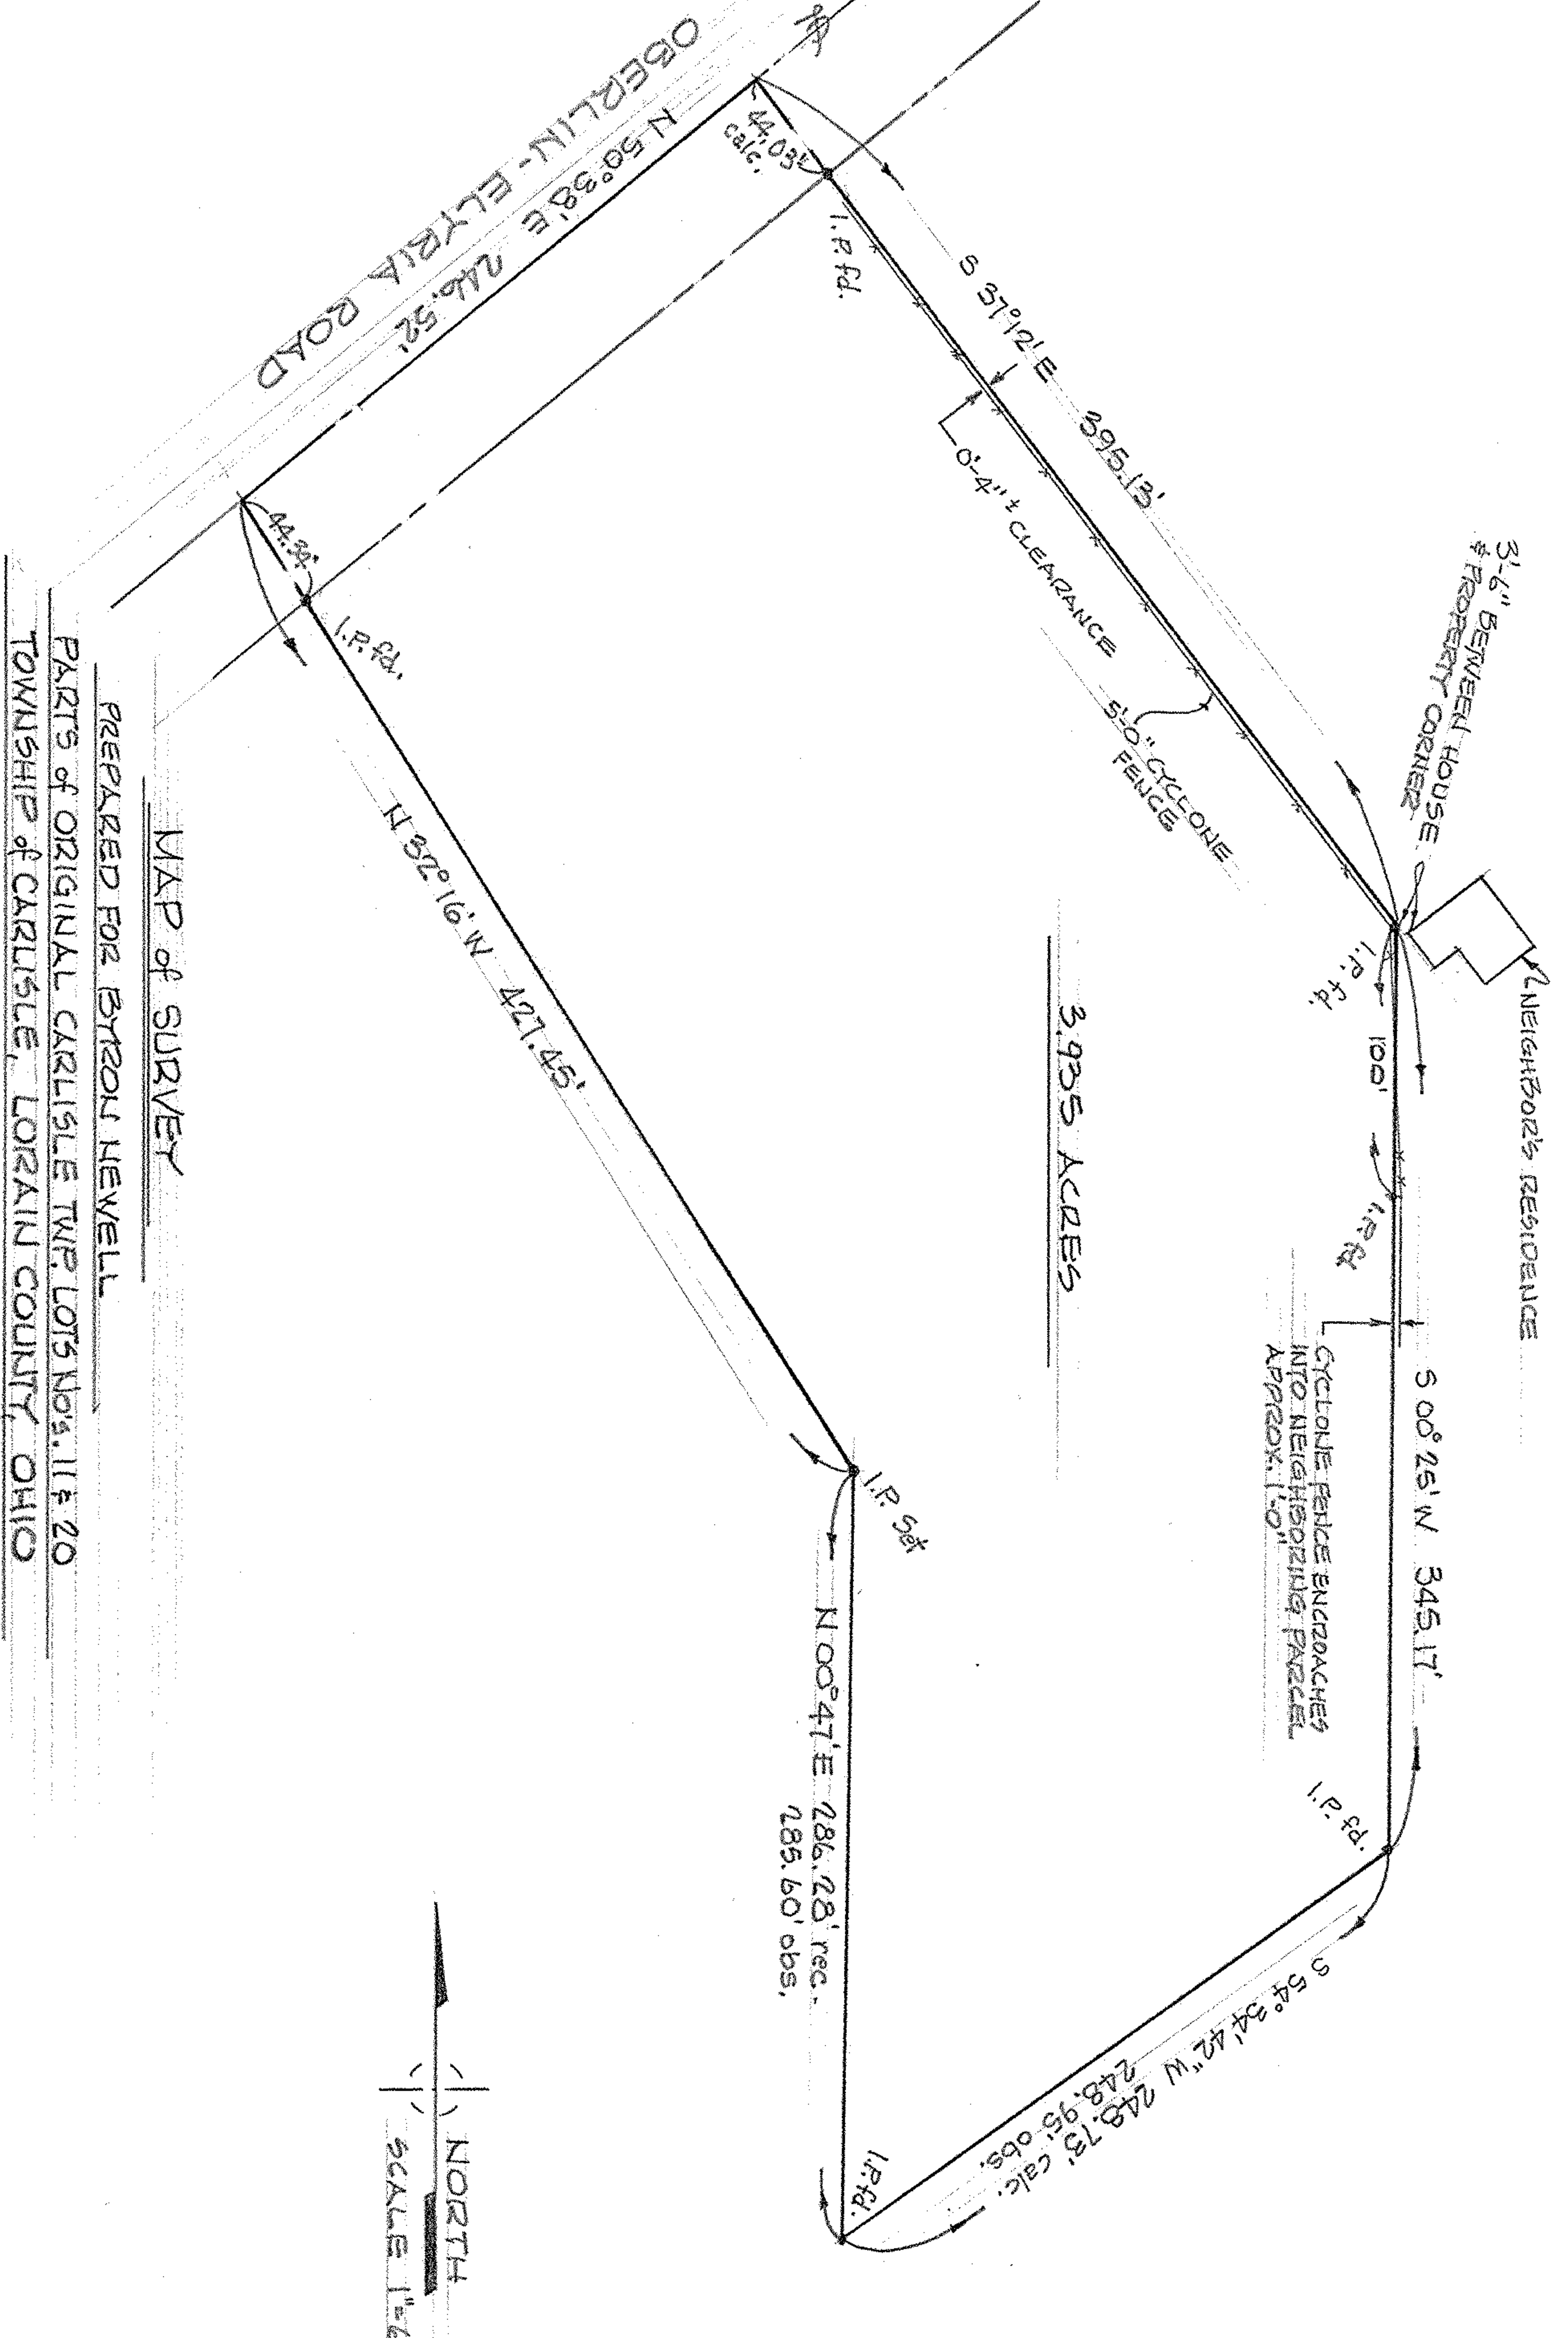 OBERLIN-ELYRIA ROAD
N 50°38' E 246.52'
44.03'±
calc.
I.P. fd.
S 37°12' E 395.13'
0'-4"± CLEARANCE
5'-0" CYCLONE
FENCE
3'-6" BETWEEN HOUSE
& PROPERTY CORNER
NEIGHBOR'S RESIDENCE
I.P. fd.
100'
I.P. fd
CYCLONE FENCE ENCROACHES
INTO NEIGHBORING PARCEL
APPROX. 1'-0"
S 00° 25' W 345.17'
I.P. fd.
S 54° 34' 42" W 248.73' calc.
248.95' obs.
I.P. fd.
N 00° 47' E 286.28' rec.
285.60' obs.
I.P. Set
N 32° 16' W 427.45'
I.P. fd.
3.935 ACRES
MAP of SURVEY
PREPARED FOR BYRON NEWELL
PARTS of ORIGINAL CARLISLE TWP. LOTS No's. 11 & 20
TOWNSHIP of CARLISLE, LORAIN COUNTY, OHIO
NORTH
SCALE 1"=6